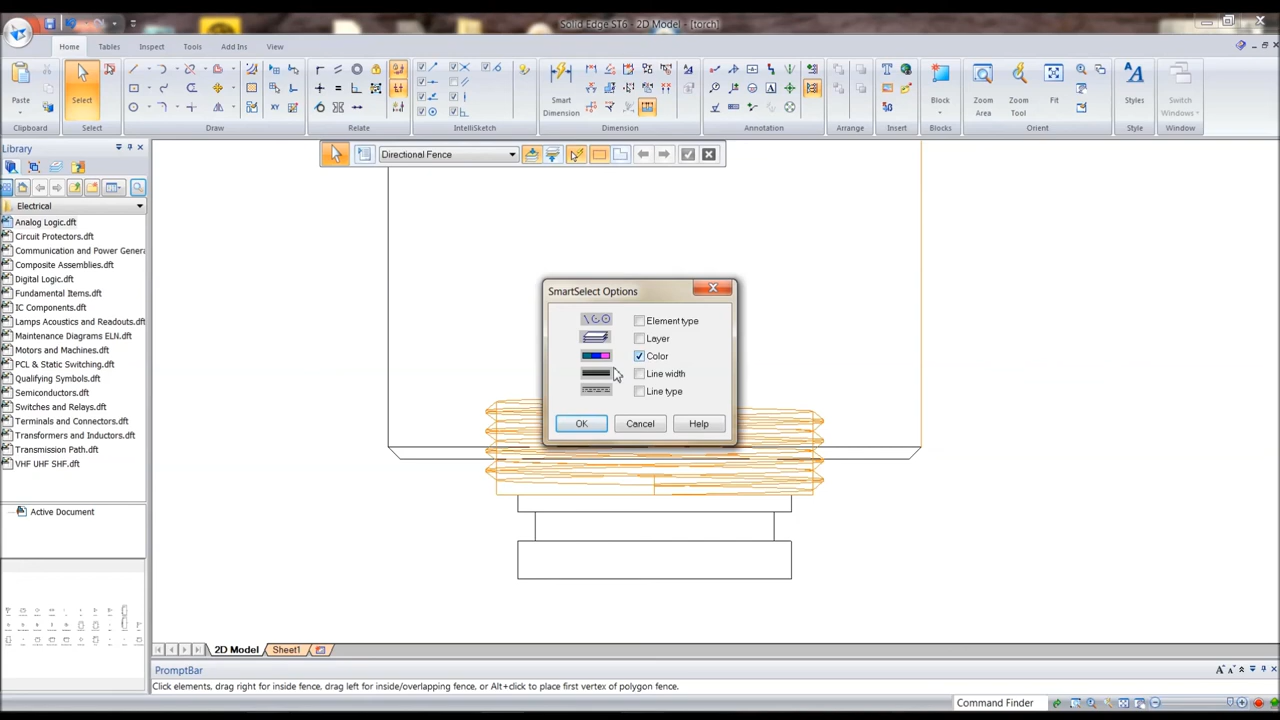 Solid Edge ST6 - 2D Model - [torch]
Home Tables Inspect Tools Add Ins View
Paste
Select
Smart
Dimension
Block
Zoom
Area
Zoom
Tool
Fit
Styles
Switch
Windows
Clipboard Select Draw Relate IntelliSketch Dimension Annotation Arrange Insert Blocks Orient Style Window
Library
Directional Fence
Electrical
Analog Logic.dft
Circuit Protectors.dft
Communication and Power Genera
Composite Assemblies.dft
Digital Logic.dft
Fundamental Items.dft
IC Components.dft
Lamps Acoustics and Readouts.dft
Maintenance Diagrams ELN.dft
Motors and Machines.dft
PCL & Static Switching.dft
Qualifying Symbols.dft
Semiconductors.dft
Switches and Relays.dft
Terminals and Connectors.dft
Transformers and Inductors.dft
Transmission Path.dft
VHF UHF SHF.dft
Active Document
SmartSelect Options
Element type
Layer
Color
Line width
Line type
OK Cancel Help
2D Model Sheet1
PromptBar
Click elements, drag right for inside fence, drag left for inside/overlapping fence, or Alt+click to place first vertex of polygon fence.
Command Finder